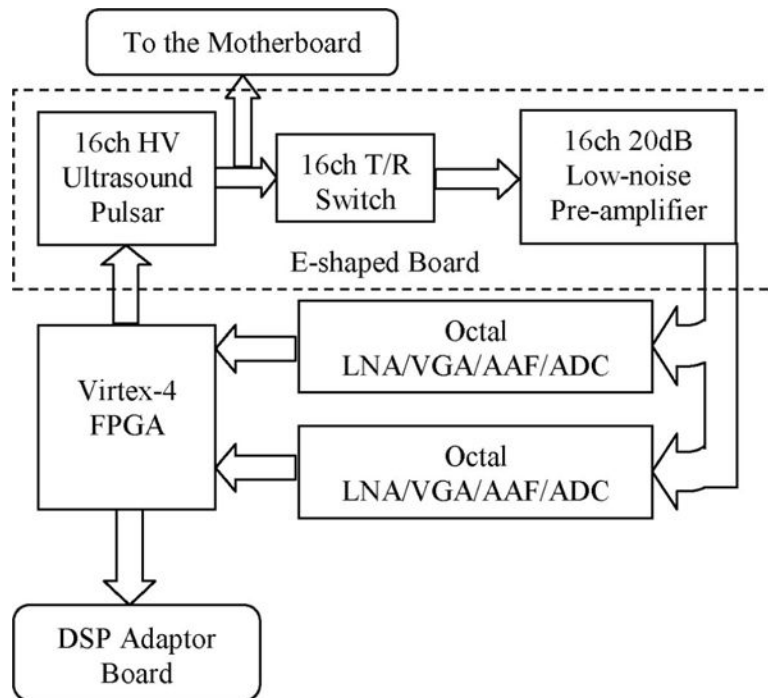 To the Motherboard
16ch HV
Ultrasound
Pulsar
16ch T/R
Switch
16ch 20dB
Low-noise
Pre-amplifier
E-shaped Board
Virtex-4
FPGA
Octal
LNA/VGA/AAF/ADC
Octal
LNA/VGA/AAF/ADC
DSP Adaptor
Board